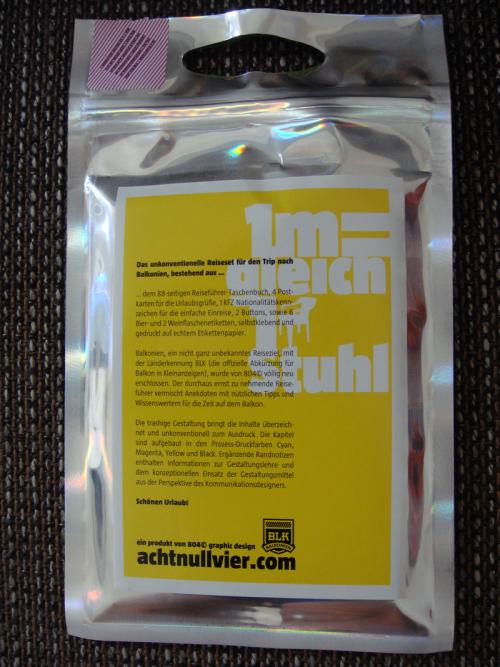 1m =
gleich
1
stuhl
Das unkonventionelle Reiseset für den Trip nach
Balkonien, bestehend aus ...
... dem 88-seitigen Reiseführer-Taschenbuch, 4 Post-
karten für die Urlaubsgrüße, 1 KFZ-Nationalitätskenn-
zeichen für die einfache Einreise, 2 Buttons, sowie 6
Bier- und 2 Weinflaschenetiketten, selbstklebend und
gedruckt auf echtem Etikettenpapier.
Balkonien, ein nicht ganz unbekanntes Reiseziel, mit
der Länderkennung BLK (die offizielle Abkürzung für
Balkon in Kleinanzeigen), wurde von 804© völlig neu
erschlossen. Der durchaus ernst zu nehmende Reise-
führer vermischt Anekdoten mit nützlichen Tipps und
Wissenswertem für die Zeit auf dem Balkon.
Die trashige Gestaltung bringt die Inhalte überzeich-
net und unkonventionell zum Ausdruck. Die Kapitel
sind aufgebaut in den Prozess-Druckfarben Cyan,
Magenta, Yellow und Black. Ergänzende Randnotizen
enthalten Informationen zur Gestaltungslehre und
dem konzeptionellen Einsatz der Gestaltungsmittel
aus der Perspektive des Kommunikationsdesigners.
Schönen Urlaub!
BLK
BALKONIEN
ein produkt von 804© graphic design
achtnullvier.com